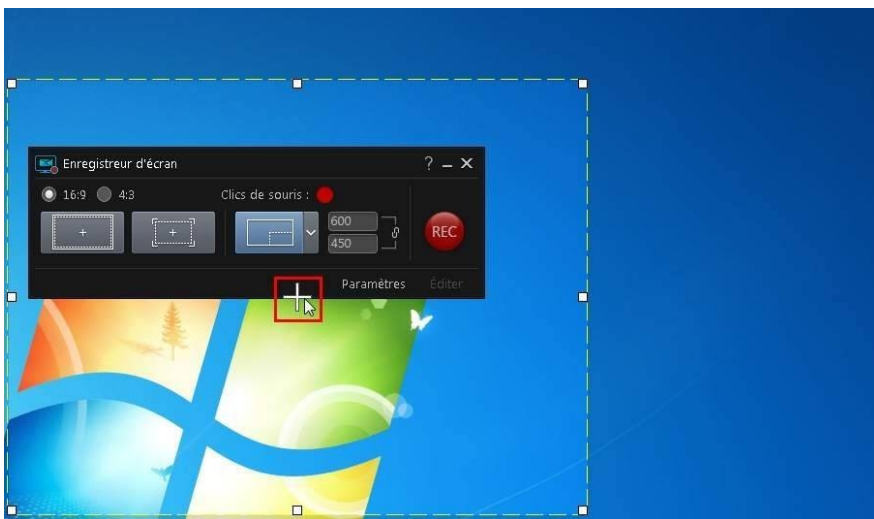 Enregistreur d'écran ? – X
16:9 4:3 Clics de souris :
600
450
REC
Paramètres Éditer